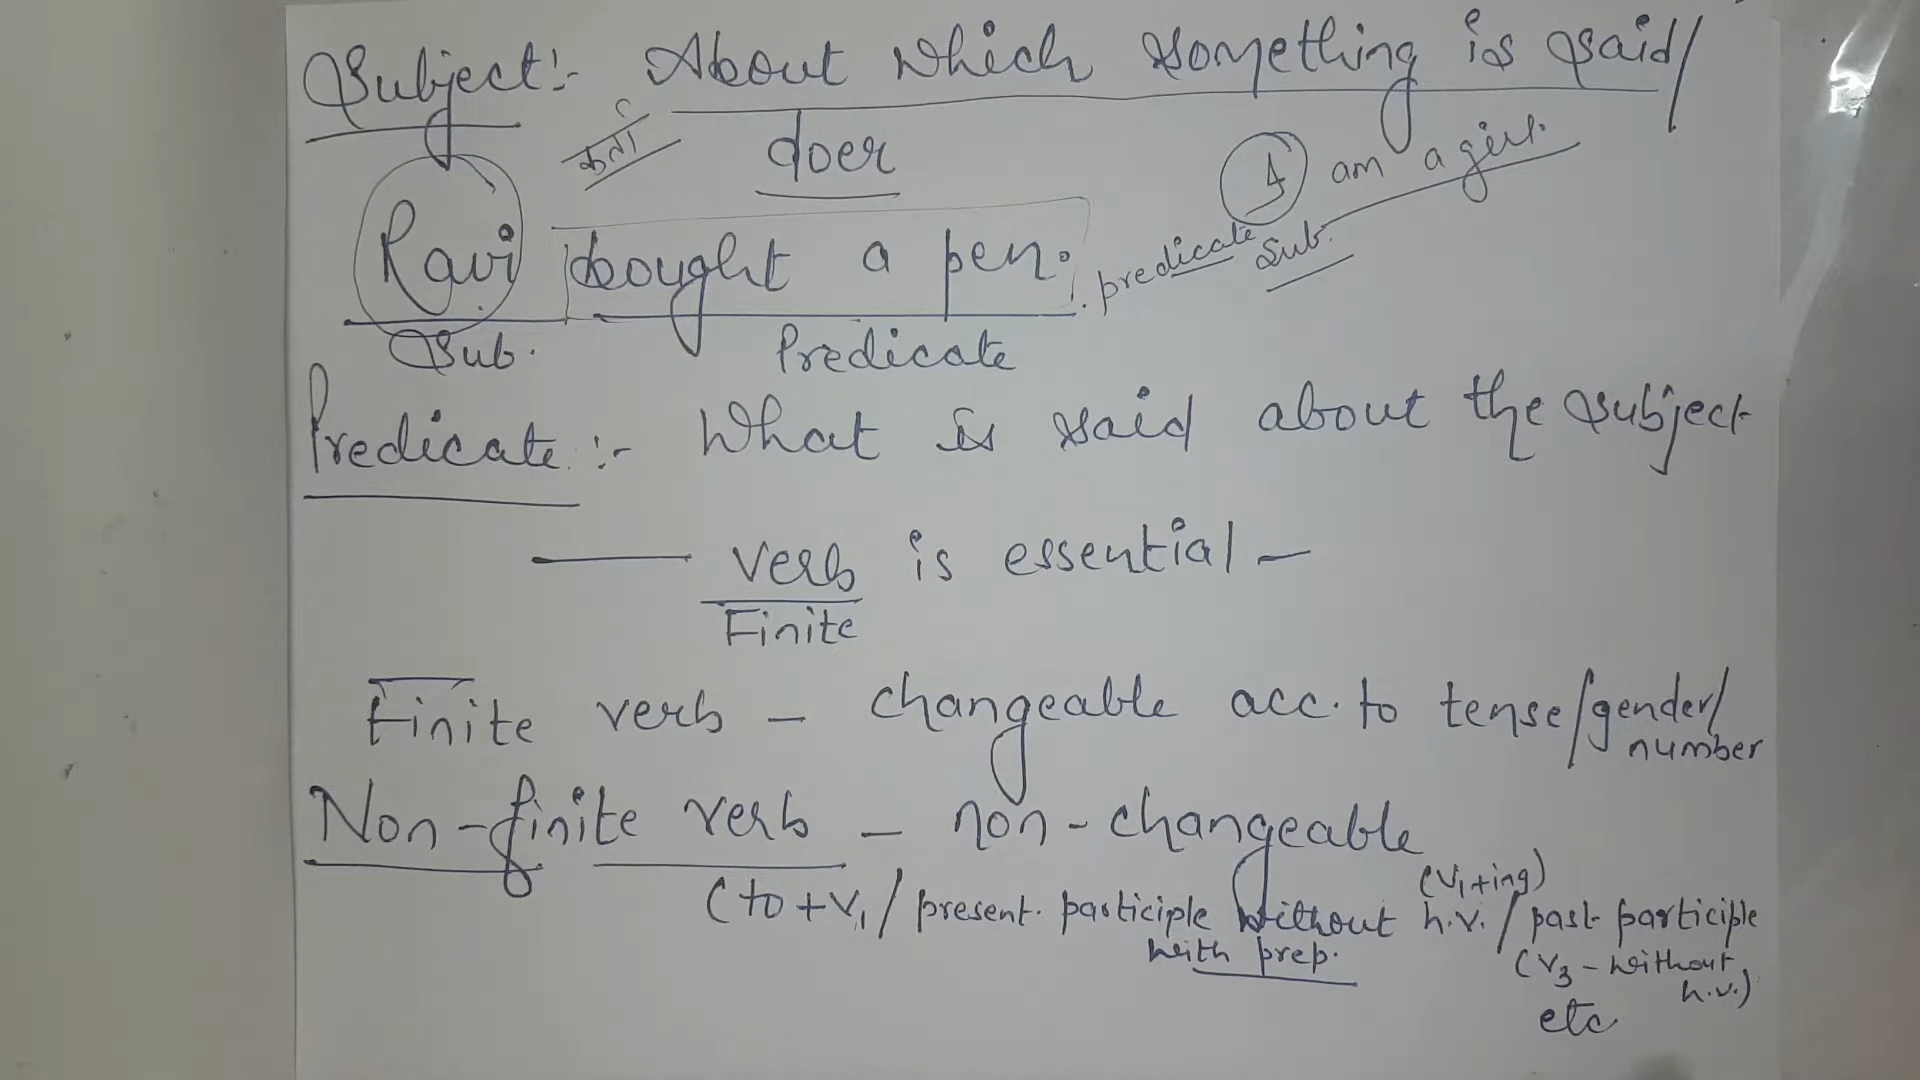 Subject:- About which something is said/
कर्ता doer
I am a girl.
Sub. predicate
Ravi bought a pen.
Sub. Predicate
Predicate:- What is said about the subject
— verb is essential —
Finite
Finite verb - changeable acc. to tense/gender/
number
Non-finite verb - non-changeable
(V1+ing)
(to+V1/ present participle without h.v./ past participle
with prep. (V3 - without
h.v.)
etc